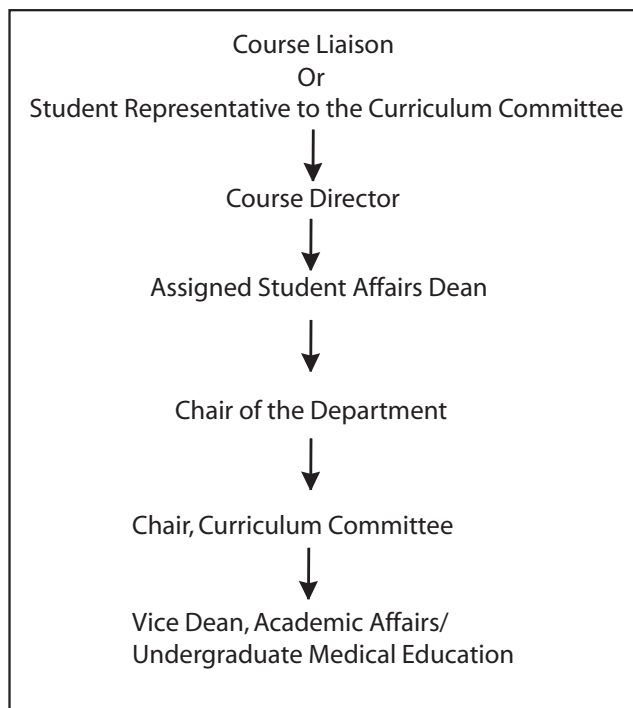 Course Liaison
Or
Student Representative to the Curriculum Committee
Course Director
Assigned Student Affairs Dean
Chair of the Department
Chair, Curriculum Committee
Vice Dean, Academic Affairs/
Undergraduate Medical Education